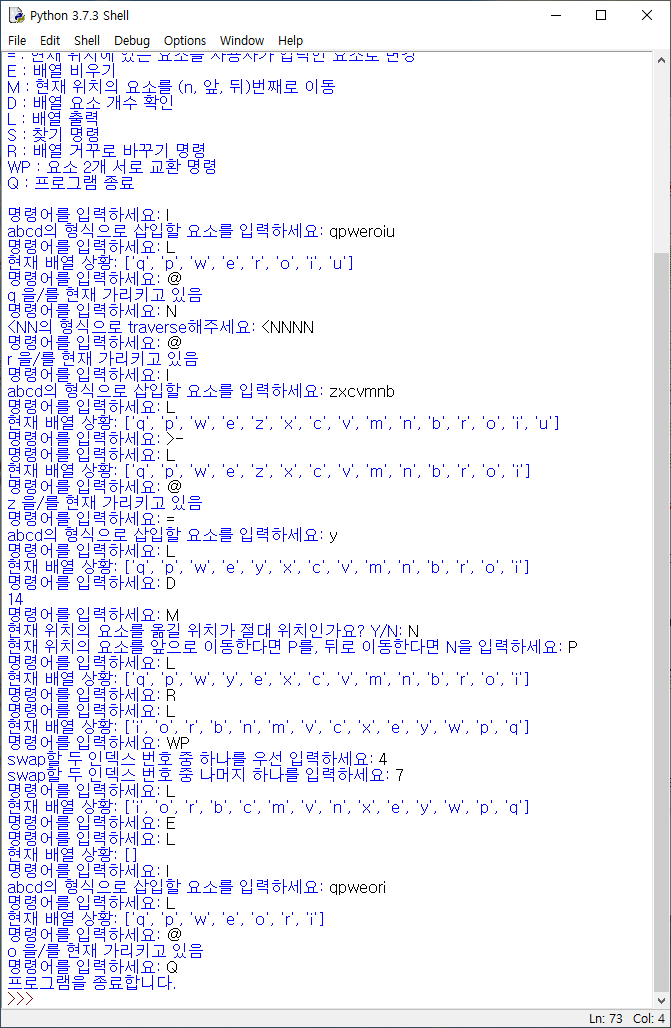 Python 3.7.3 Shell
File Edit Shell Debug Options Window Help
= : 현재 위치에 있는 요소를 사용자가 입력한 요소로 변경
E : 배열 비우기
M : 현재 위치의 요소를 (n, 앞, 뒤)번째로 이동
D : 배열 요소 개수 확인
L : 배열 출력
S : 찾기 명령
R : 배열 거꾸로 바꾸기 명령
WP : 요소 2개 서로 교환 명령
Q : 프로그램 종료
명령어를 입력하세요: I
abcd의 형식으로 삽입할 요소를 입력하세요: qpweroiu
명령어를 입력하세요: L
현재 배열 상황: ['q', 'p', 'w', 'e', 'r', 'o', 'i', 'u']
명령어를 입력하세요: @
q 을/를 현재 가리키고 있음
명령어를 입력하세요: N
<NN의 형식으로 traverse해주세요: <NNNN
명령어를 입력하세요: @
r 을/를 현재 가리키고 있음
명령어를 입력하세요: I
abcd의 형식으로 삽입할 요소를 입력하세요: zxcvmnb
명령어를 입력하세요: L
현재 배열 상황: ['q', 'p', 'w', 'e', 'z', 'x', 'c', 'v', 'm', 'n', 'b', 'r', 'o', 'i', 'u']
명령어를 입력하세요: >-
명령어를 입력하세요: L
현재 배열 상황: ['q', 'p', 'w', 'e', 'z', 'x', 'c', 'v', 'm', 'n', 'b', 'r', 'o', 'i']
명령어를 입력하세요: @
z 을/를 현재 가리키고 있음
명령어를 입력하세요: =
abcd의 형식으로 삽입할 요소를 입력하세요: y
명령어를 입력하세요: L
현재 배열 상황: ['q', 'p', 'w', 'e', 'y', 'x', 'c', 'v', 'm', 'n', 'b', 'r', 'o', 'i']
명령어를 입력하세요: D
14
명령어를 입력하세요: M
현재 위치의 요소를 옮길 위치가 절대 위치인가요? Y/N: N
현재 위치의 요소를 앞으로 이동한다면 P를, 뒤로 이동한다면 N을 입력하세요: P
명령어를 입력하세요: L
현재 배열 상황: ['q', 'p', 'w', 'y', 'e', 'x', 'c', 'v', 'm', 'n', 'b', 'r', 'o', 'i']
명령어를 입력하세요: R
명령어를 입력하세요: L
현재 배열 상황: ['i', 'o', 'r', 'b', 'n', 'm', 'v', 'c', 'x', 'e', 'y', 'w', 'p', 'q']
명령어를 입력하세요: WP
swap할 두 인덱스 번호 중 하나를 우선 입력하세요: 4
swap할 두 인덱스 번호 중 나머지 하나를 입력하세요: 7
명령어를 입력하세요: L
현재 배열 상황: ['i', 'o', 'r', 'b', 'c', 'm', 'v', 'n', 'x', 'e', 'y', 'w', 'p', 'q']
명령어를 입력하세요: E
명령어를 입력하세요: L
현재 배열 상황: []
명령어를 입력하세요: I
abcd의 형식으로 삽입할 요소를 입력하세요: qpweori
명령어를 입력하세요: L
현재 배열 상황: ['q', 'p', 'w', 'e', 'o', 'r', 'i']
명령어를 입력하세요: @
o 을/를 현재 가리키고 있음
명령어를 입력하세요: Q
프로그램을 종료합니다.
>>>
Ln: 73 Col: 4